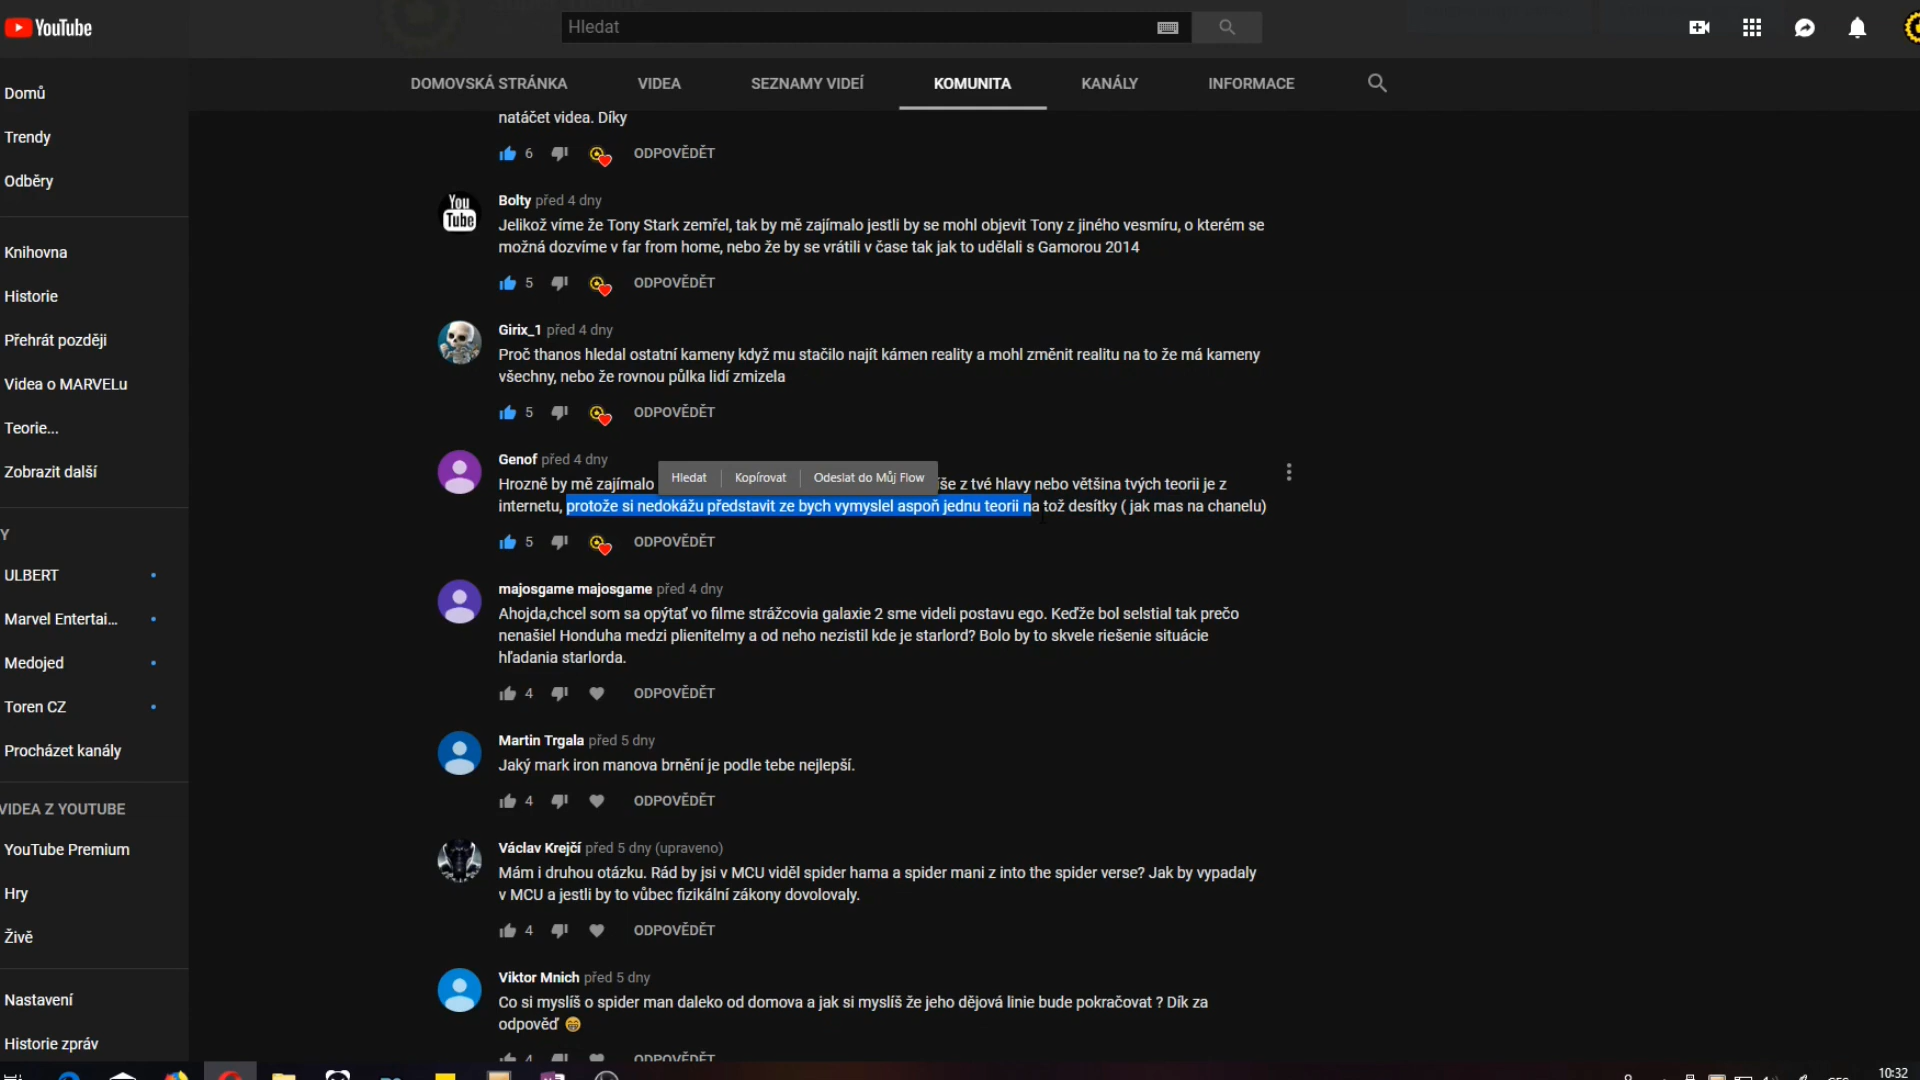 YouTube
Hledat
DOMOVSKÁ STRÁNKA
VIDEA
SEZNAMY VIDEÍ
KOMUNITA
KANÁLY
INFORMACE
Domů
Trendy
Odběry
Knihovna
Historie
Přehrát později
Videa o MARVELu
Teorie...
Zobrazit další
Y
ULBERT
Marvel Entertai...
Medojed
Toren CZ
Procházet kanály
VIDEA Z YOUTUBE
YouTube Premium
Hry
Živě
Nastavení
Historie zpráv
natáčet videa. Díky
6 ODPOVĚDĚT
You
Tube
Bolty před 4 dny
Jelikož víme že Tony Stark zemřel, tak by mě zajímalo jestli by se mohl objevit Tony z jiného vesmíru, o kterém se
možná dozvíme v far from home, nebo že by se vrátili v čase tak jak to udělali s Gamorou 2014
5 ODPOVĚDĚT
Girix_1 před 4 dny
Proč thanos hledal ostatní kameny když mu stačilo najít kámen reality a mohl změnit realitu na to že má kameny
všechny, nebo že rovnou půlka lidí zmizela
5 ODPOVĚDĚT
Genof před 4 dny
Hledat Kopírovat Odeslat do Můj Flow
Hrozně by mě zajímalo še z tvé hlavy nebo většina tvých teorii je z
internetu, protože si nedokážu představit ze bych vymyslel aspoň jednu teorii na tož desítky ( jak mas na chanelu)
5 ODPOVĚDĚT
majosgame majosgame před 4 dny
Ahojda,chcel som sa opýtať vo filme strážcovia galaxie 2 sme videli postavu ego. Keďže bol selstial tak prečo
nenašiel Honduha medzi plienitelmy a od neho nezistil kde je starlord? Bolo by to skvele riešenie situácie
hľadania starlorda.
4 ODPOVĚDĚT
Martin Trgala před 5 dny
Jaký mark iron manova brnění je podle tebe nejlepší.
4 ODPOVĚDĚT
Václav Krejčí před 5 dny (upraveno)
Mám i druhou otázku. Rád by jsi v MCU viděl spider hama a spider mani z into the spider verse? Jak by vypadaly
v MCU a jestli by to vůbec fizikální zákony dovolovaly.
4 ODPOVĚDĚT
Viktor Mnich před 5 dny
Co si myslíš o spider man daleko od domova a jak si myslíš že jeho dějová linie bude pokračovat ? Dík za
odpověď 😁
4 ODPOVĚDĚT
10:32